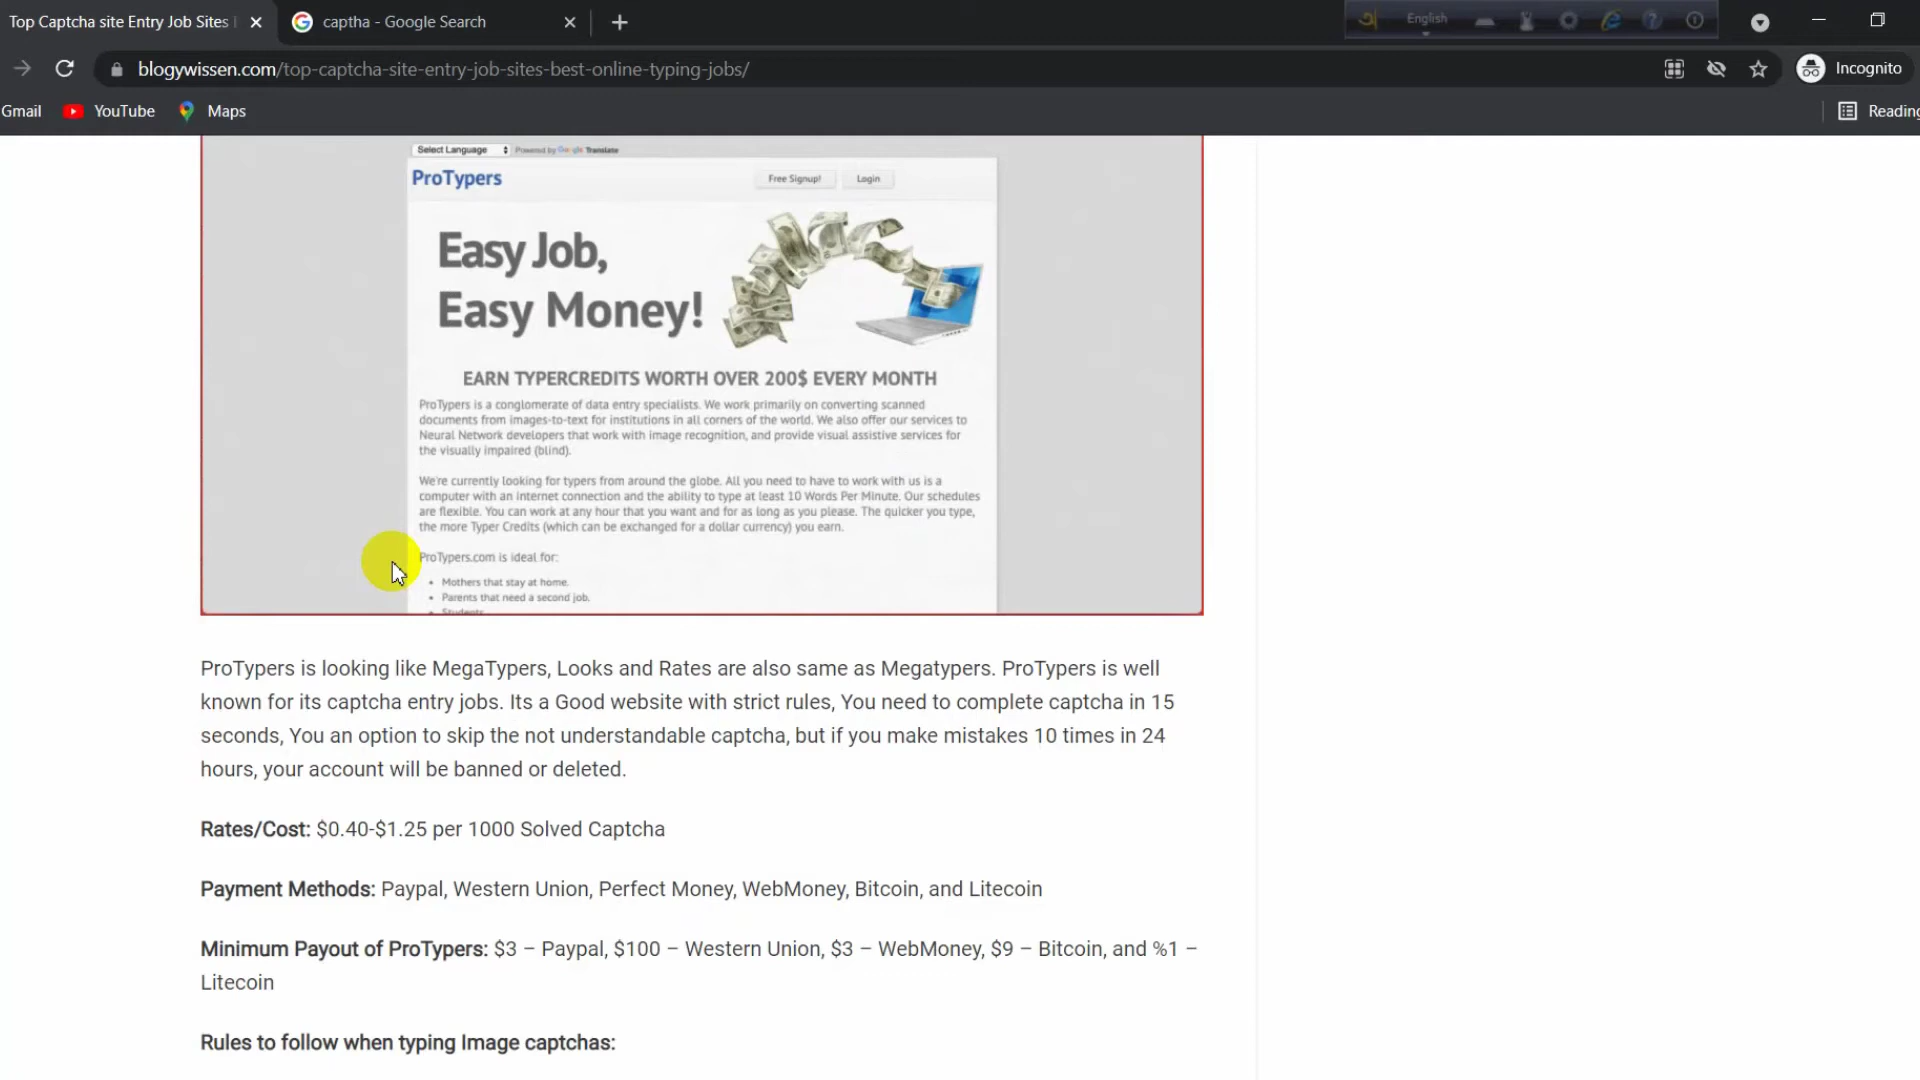 Top Captcha site Entry Job Sites
captha - Google Search
English
blogywissen.com/top-captcha-site-entry-job-sites-best-online-typing-jobs/
Incognito
Gmail
YouTube
Maps
Reading
Select Language
Powered by Google Translate
ProTypers
Free Signup!
Login
Easy Job,
Easy Money!
EARN TYPERCREDITS WORTH OVER 200$ EVERY MONTH
ProTypers is a conglomerate of data entry specialists. We work primarily on converting scanned
documents from images-to-text for institutions in all corners of the world. We also offer our services to
Neural Network developers that work with image recognition, and provide visual assistive services for
the visually impaired (blind).
We're currently looking for typers from around the globe. All you need to have to work with us is a
computer with an internet connection and the ability to type at least 10 Words Per Minute. Our schedules
are flexible. You can work at any hour that you want and for as long as you please. The quicker you type,
the more Typer Credits (which can be exchanged for a dollar currency) you earn.
ProTypers.com is ideal for:
• Mothers that stay at home.
• Parents that need a second job.
• Students
ProTypers is looking like MegaTypers, Looks and Rates are also same as Megatypers. ProTypers is well
known for its captcha entry jobs. Its a Good website with strict rules, You need to complete captcha in 15
seconds, You an option to skip the not understandable captcha, but if you make mistakes 10 times in 24
hours, your account will be banned or deleted.
Rates/Cost: $0.40-$1.25 per 1000 Solved Captcha
Payment Methods: Paypal, Western Union, Perfect Money, WebMoney, Bitcoin, and Litecoin
Minimum Payout of ProTypers: $3 – Paypal, $100 – Western Union, $3 – WebMoney, $9 – Bitcoin, and %1 –
Litecoin
Rules to follow when typing Image captchas: